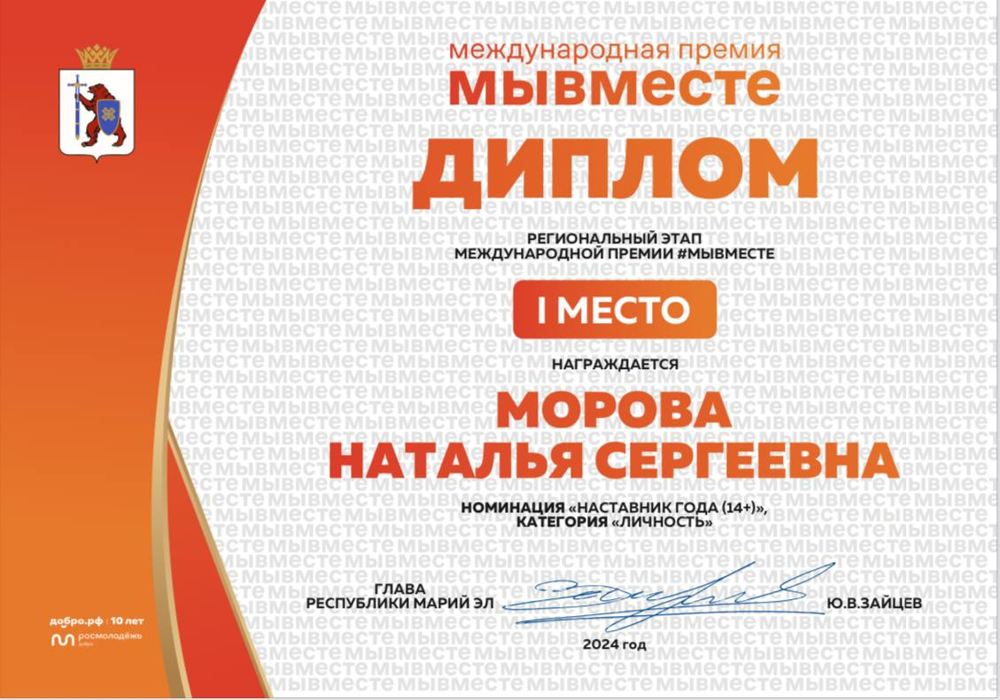 международная премия
мывместе
ДИПЛОМ
РЕГИОНАЛЬНЫЙ ЭТАП
МЕЖДУНАРОДНОЙ ПРЕМИИ #МЫВМЕСТЕ
I МЕСТО
НАГРАЖДАЕТСЯ
МОРОВА
НАТАЛЬЯ СЕРГЕЕВНА
НОМИНАЦИЯ «НАСТАВНИК ГОДА (14+)»,
КАТЕГОРИЯ «ЛИЧНОСТЬ»
ГЛАВА
РЕСПУБЛИКИ МАРИЙ ЭЛ
Ю.В.ЗАЙЦЕВ
2024 год
добро.рф | 10 лет
росмолодёжь
добро